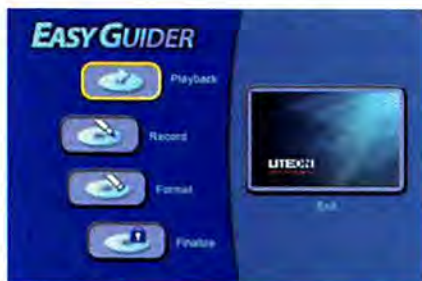 EASY GUIDER
Playback
Record
Format
Finalize
LITEON
Exit